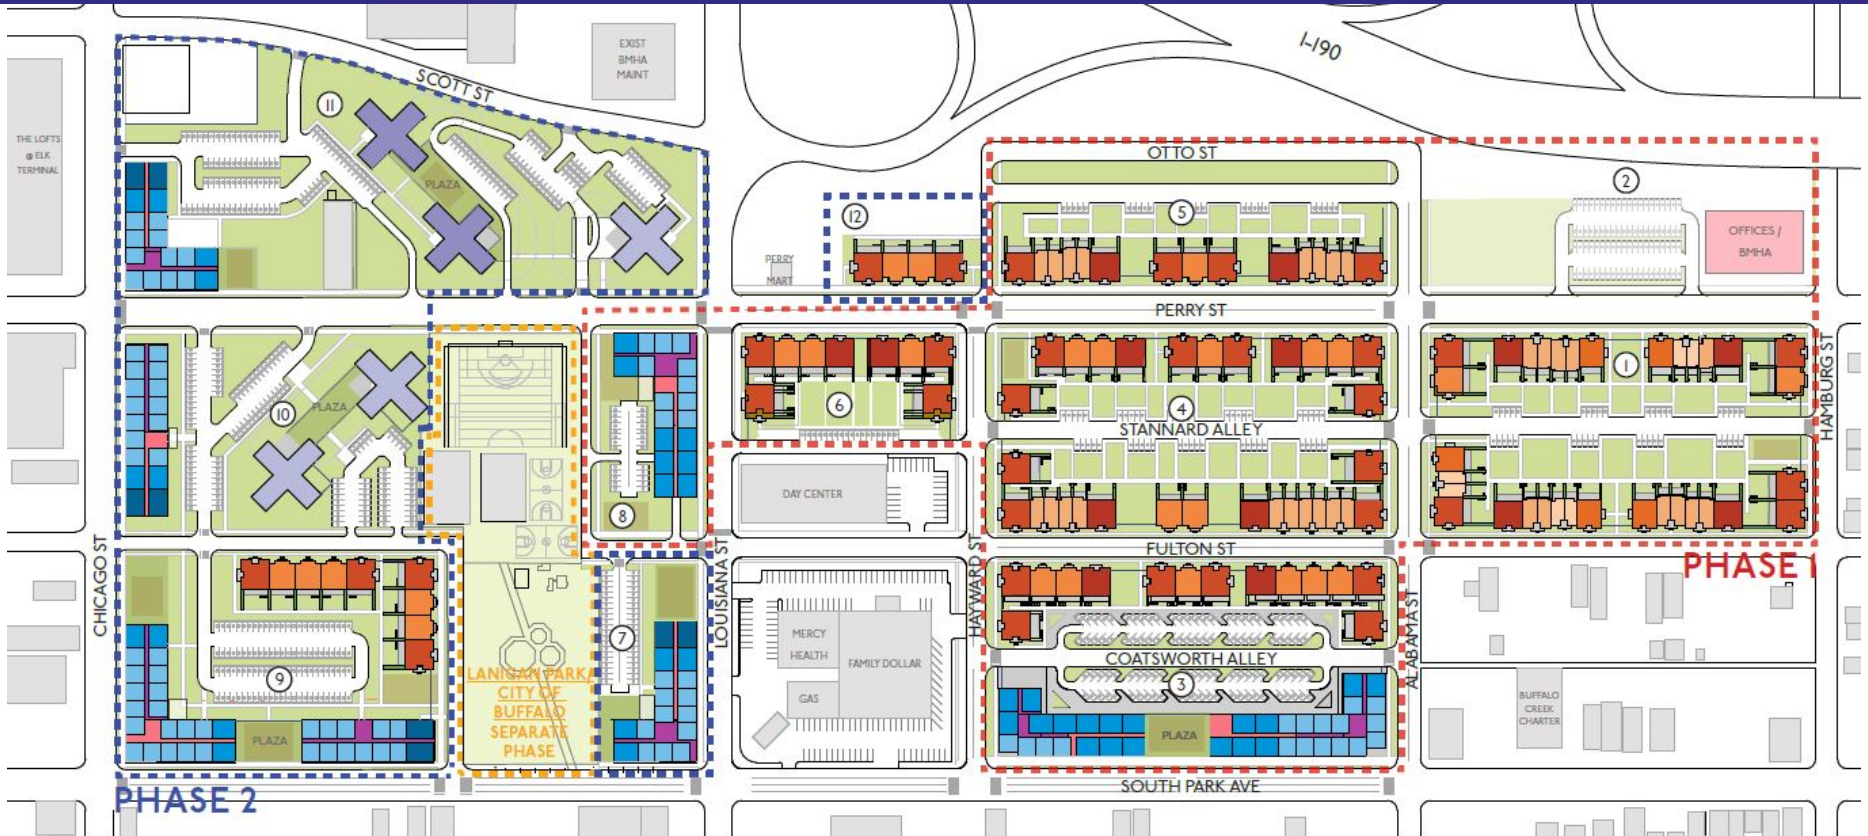 I-190
EXIST
BMHA
MAINT
SCOTT ST
11
THE LOFTS
@ ELK
TERMINAL
PLAZA
OTTO ST
2
12
5
OFFICES /
BMHA
PERRY
MART
PERRY ST
HAMBURG ST
1
10
PLAZA
6
4
STANNARD ALLEY
DAY CENTER
8
CHICAGO ST
LOUISIANA ST
HAYWARD ST
FULTON ST
PHASE 1
ALABAMA ST
7
MERCY
HEALTH
FAMILY DOLLAR
GAS
COATSWORTH ALLEY
9
3
LANIGAN PARK/
CITY OF
BUFFALO
SEPARATE
PHASE
BUFFALO
CREEK
CHARTER
PLAZA
PLAZA
SOUTH PARK AVE
PHASE 2